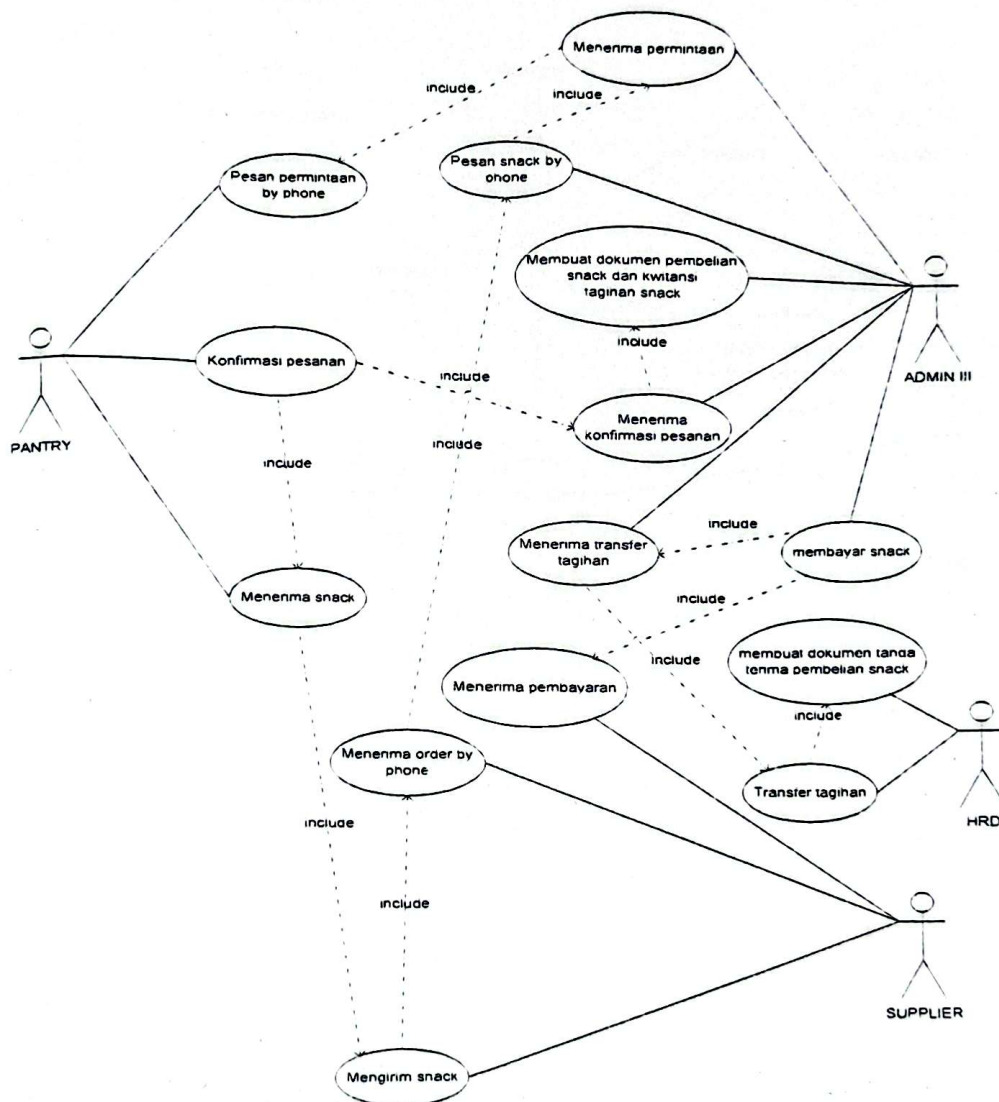 Menerima permintaan
include
include
Pesan permintaan
by phone
Pesan snack by
phone
Membuat dokumen pembelian
snack dan kwitansi
tagihan snack
Konfirmasi pesanan
include
include
ADMIN III
PANTRY
Menerima
konfirmasi pesanan
include
include
include
Menerima transfer
tagihan
membayar snack
Menerima snack
include
include
membuat dokumen tanda
terima pembelian snack
Menerima pembayaran
include
Menerima order by
phone
Transfer tagihan
HRD
include
include
SUPPLIER
Mengirim snack